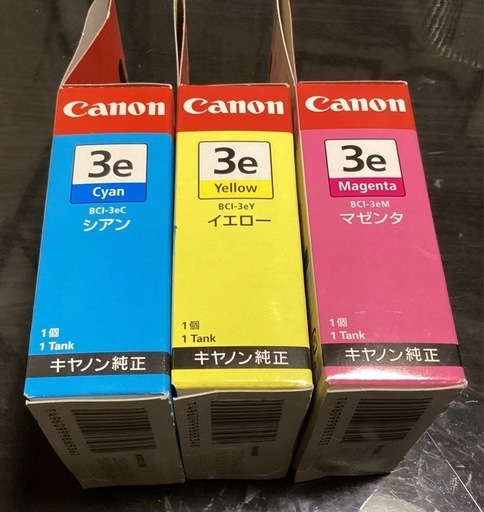 Canon
3e
Cyan
BCI-3eC
シアン
1個
1 Tank
キヤノン純正
Canon
3e
Yellow
BCI-3eY
イエロー
1個
1 Tank
キヤノン純正
Canon
3e
Magenta
BCI-3eM
マゼンタ
1個
1 Tank
キヤノン純正